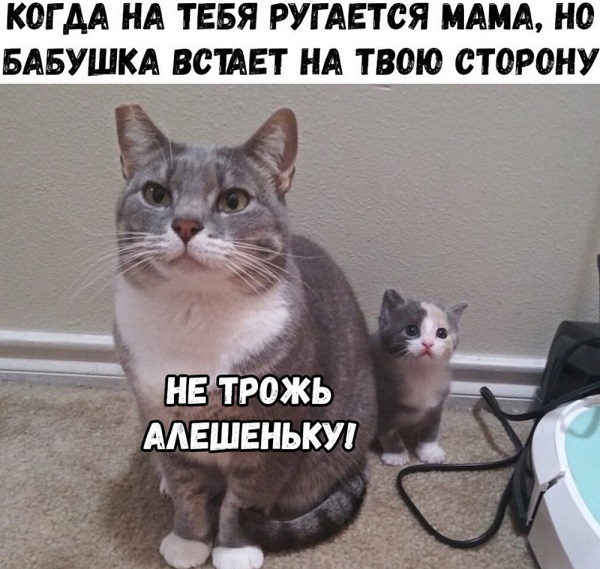 КОГДА НА ТЕБЯ РУГАЕТСЯ МАМА, НО
БАБУШКА ВСТАЕТ НА ТВОЮ СТОРОНУ
НЕ ТРОЖЬ
АЛЕШЕНЬКУ!